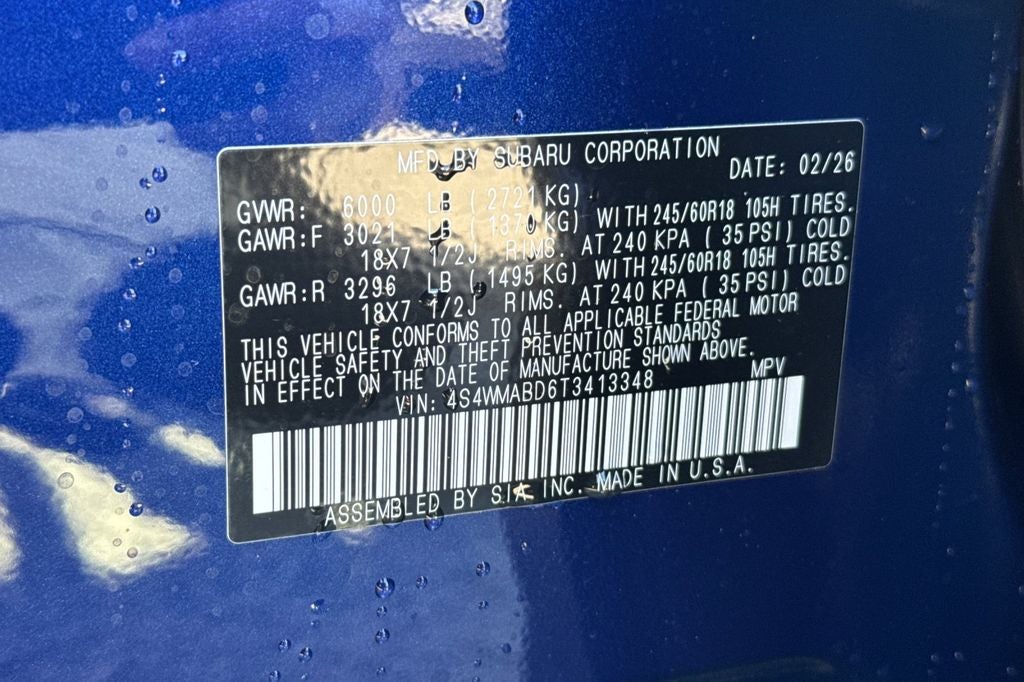 MFD. BY SUBARU CORPORATION DATE: 02/26
GVWR: 6000 LB ( 2721 KG)
GAWR:F 3021 LB ( 1370 KG) WITH 245/60R18 105H TIRES.
18X7 1/2J RIMS. AT 240 KPA ( 35 PSI) COLD
GAWR:R 3296 LB ( 1495 KG) WITH 245/60R18 105H TIRES.
18X7 1/2J RIMS. AT 240 KPA ( 35 PSI) COLD
THIS VEHICLE CONFORMS TO ALL APPLICABLE FEDERAL MOTOR
VEHICLE SAFETY AND THEFT PREVENTION STANDARDS
IN EFFECT ON THE DATE OF MANUFACTURE SHOWN ABOVE.
VIN: 4S4WMABD6T3413348 MPV
ASSEMBLED BY S.I.A. INC. MADE IN U.S.A.